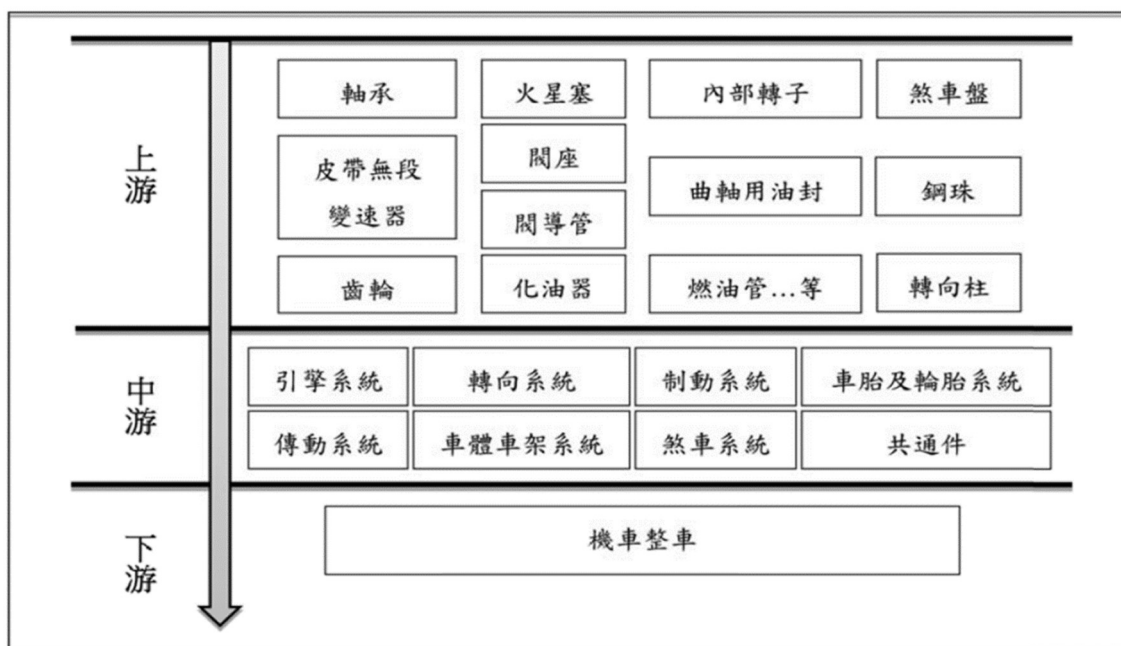 上游
軸承
火星塞
內部轉子
煞車盤
皮帶無段
變速器
閥座
閥導管
曲軸用油封
鋼珠
齒輪
化油器
燃油管...等
轉向柱
中游
引擎系統
轉向系統
制動系統
車胎及輪胎系統
傳動系統
車體車架系統
煞車系統
共通件
下游
機車整車